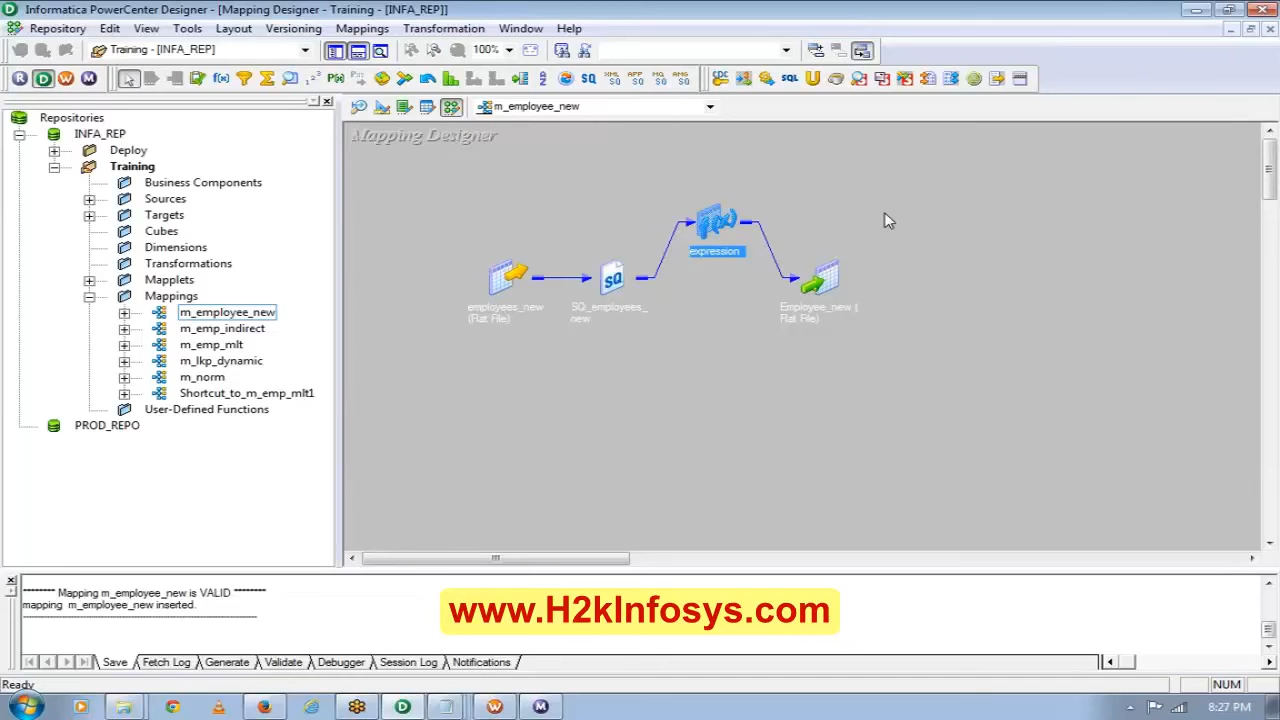 Informatica PowerCenter Designer - [Mapping Designer - Training - [INFA_REP]]
Repository Edit View Tools Layout Versioning Mappings Transformation Window Help
Training - [INFA_REP]
100%
m_employee_new
Repositories
INFA_REP
Deploy
Training
Business Components
Sources
Targets
Cubes
Dimensions
Transformations
Mapplets
Mappings
m_employee_new
m_emp_indirect
m_emp_mlt
m_lkp_dynamic
m_norm
Shortcut_to_m_emp_mlt1
User-Defined Functions
PROD_REPO
Mapping Designer
expression
employees_new
(Flat File)
SQ_employees_
new
Employee_new (
Flat File)
-------- Mapping m_employee_new is VALID --------
mapping m_employee_new inserted.
www.H2kInfosys.com
Save Fetch Log Generate Validate Debugger Session Log Notifications
Ready
NUM
8:27 PM